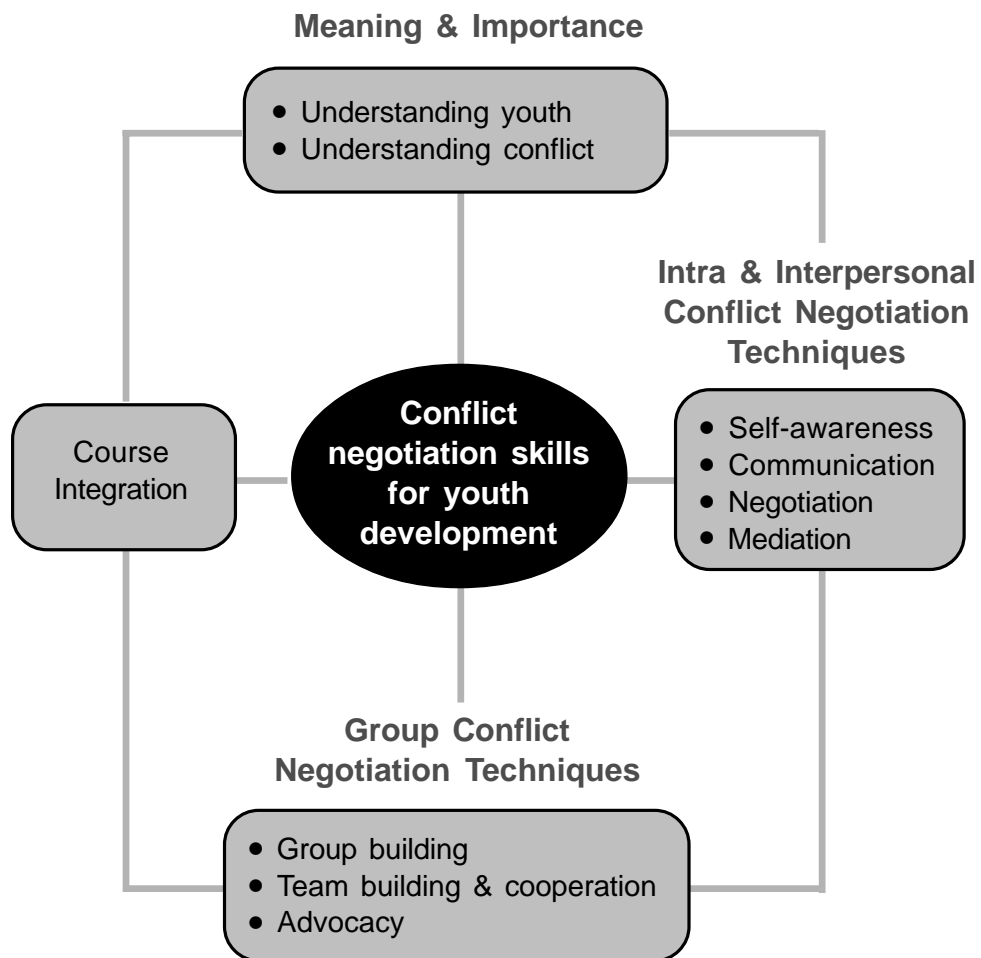 Meaning & Importance
• Understanding youth
• Understanding conflict
Intra & Interpersonal
Conflict Negotiation
Techniques
• Self-awareness
• Communication
• Negotiation
• Mediation
Conflict
negotiation skills
for youth
development
Course
Integration
Group Conflict
Negotiation Techniques
• Group building
• Team building & cooperation
• Advocacy